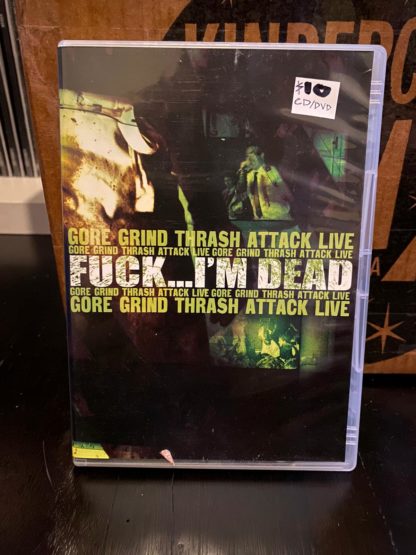 KINDERC
$10
CD/DVD
GORE GRIND THRASH ATTACK LIVE
GORE GRIND THRASH ATTACK LIVE GORE GRIND THRASH ATTACK LIVE
FUCK...I'M DEAD
GORE GRIND THRASH ATTACK LIVE GORE GRIND THRASH ATTACK LIVE
GORE GRIND THRASH ATTACK LIVE